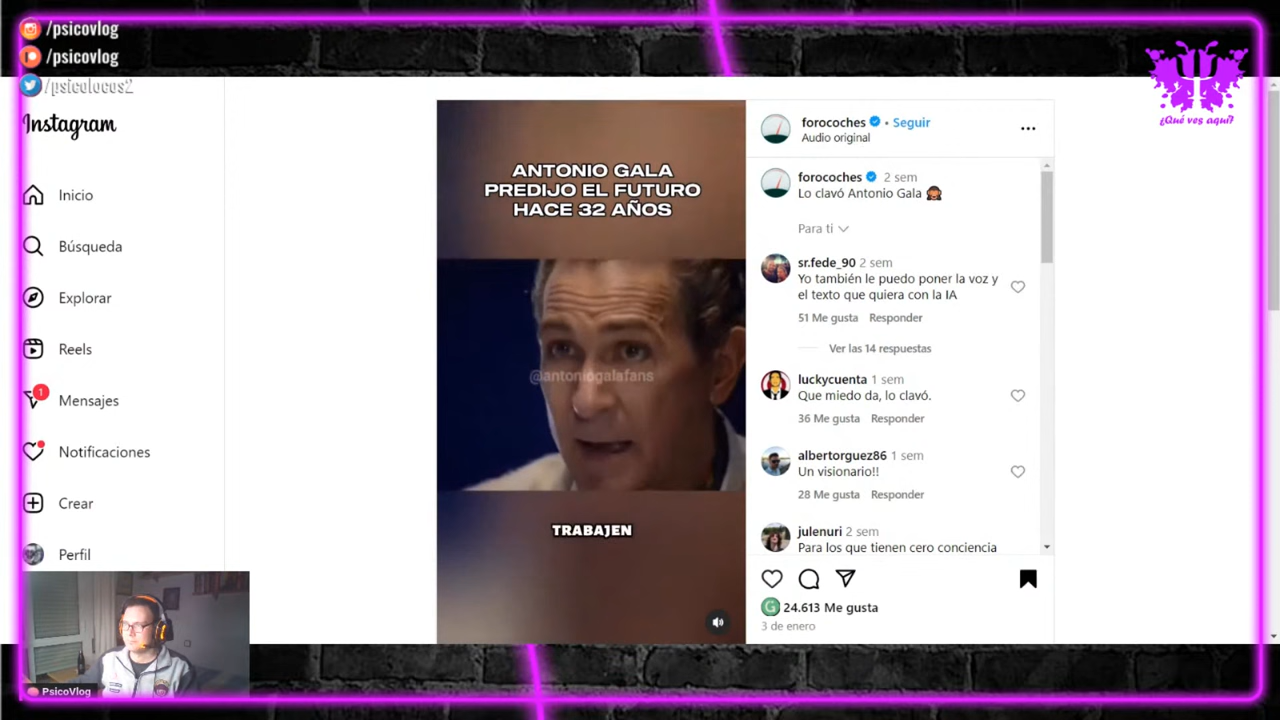 /psicovlog
/psicovlog
/psicolocos2
¿Qué ves aquí?
Instagram
Inicio
Búsqueda
Explorar
Reels
1
Mensajes
Notificaciones
Crear
Perfil
PsicoVlog
ANTONIO GALA
PREDIJO EL FUTURO
HACE 32 AÑOS
@antoniogalafans
TRABAJEN
forocoches • Seguir
Audio original
forocoches 2 sem
Lo clavó Antonio Gala 🙊
Para ti
sr.fede_90 2 sem
Yo también le puedo poner la voz y
el texto que quiera con la IA
51 Me gusta Responder
Ver las 14 respuestas
luckycuenta 1 sem
Que miedo da, lo clavó.
36 Me gusta Responder
albertorguez86 1 sem
Un visionario!!
28 Me gusta Responder
julenuri 2 sem
Para los que tienen cero conciencia
G 24.613 Me gusta
3 de enero